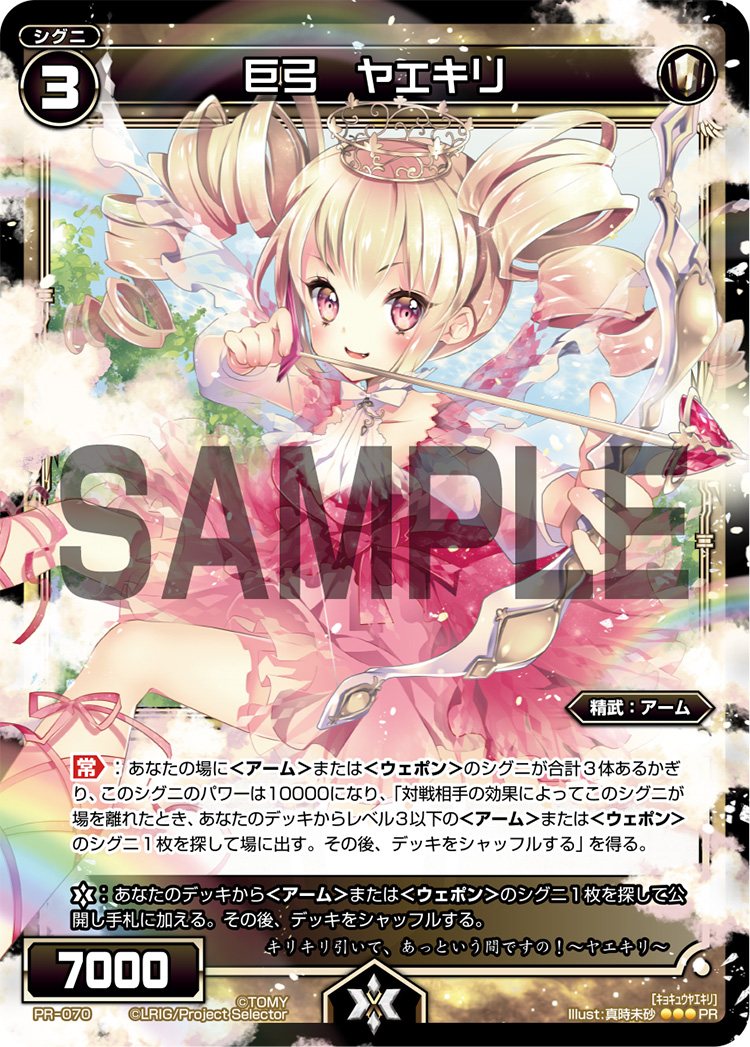 シグニ
3
巨弓 ヤエキリ
SAMPLE
精武：アーム
常：あなたの場に<アーム>または<ウェポン>のシグニが合計３体あるかぎ
り、このシグニのパワーは10000になり、「対戦相手の効果によってこのシグニが
場を離れたとき、あなたのデッキからレベル３以下の<アーム>または<ウェポン>
のシグニ１枚を探して場に出す。その後、デッキをシャッフルする」を得る。
：あなたのデッキから<アーム>または<ウェポン>のシグニ１枚を探して公
開し手札に加える。その後、デッキをシャッフルする。
キリキリ引いて、あっという間ですの！～ヤエキリ～
7000
©TOMY
[キョキュウヤエキリ]
PR-070 ©LRIG/Project Selector
Illust:真時未砂 PR